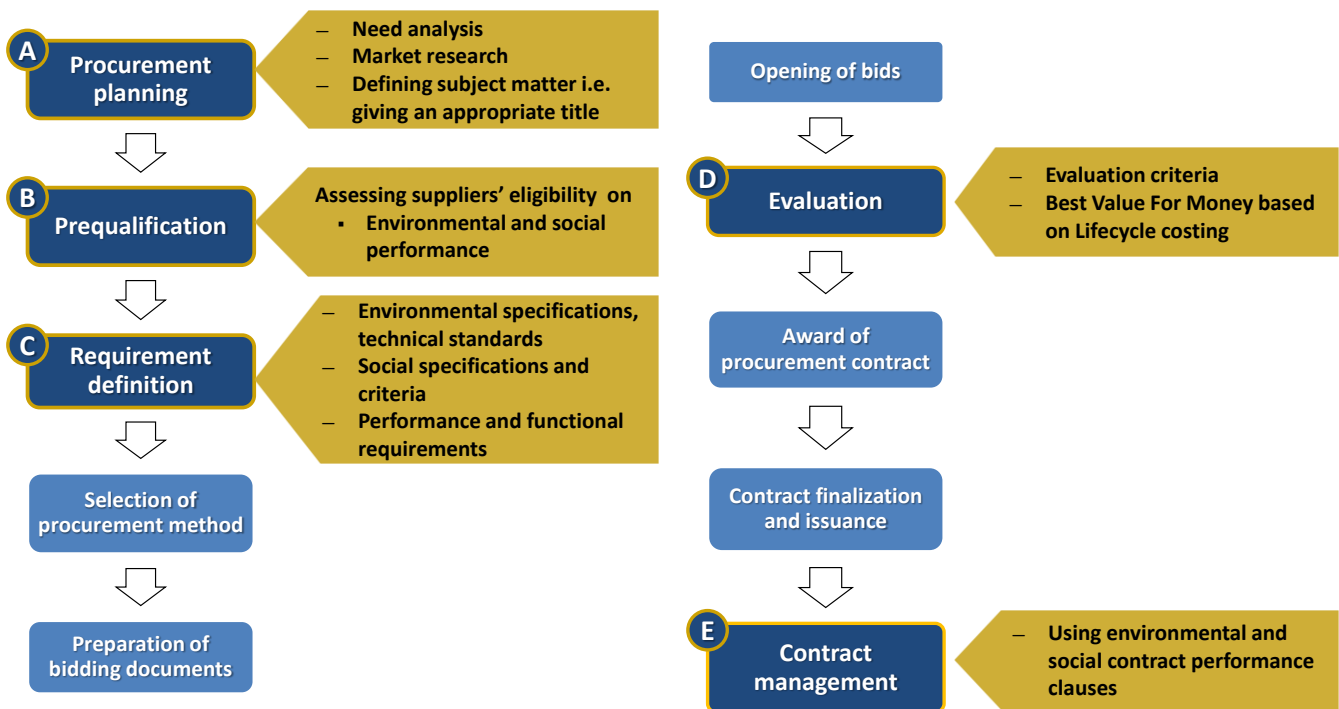 A
Procurement
planning
– Need analysis
– Market research
– Defining subject matter i.e.
giving an appropriate title
B
Prequalification
Assessing suppliers’ eligibility on
▪ Environmental and social
performance
C
Requirement
definition
– Environmental specifications,
technical standards
– Social specifications and
criteria
– Performance and functional
requirements
Selection of
procurement method
Preparation of
bidding documents
Opening of bids
D
Evaluation
– Evaluation criteria
– Best Value For Money based
on Lifecycle costing
Award of
procurement contract
Contract finalization
and issuance
E
Contract
management
– Using environmental and
social contract performance
clauses